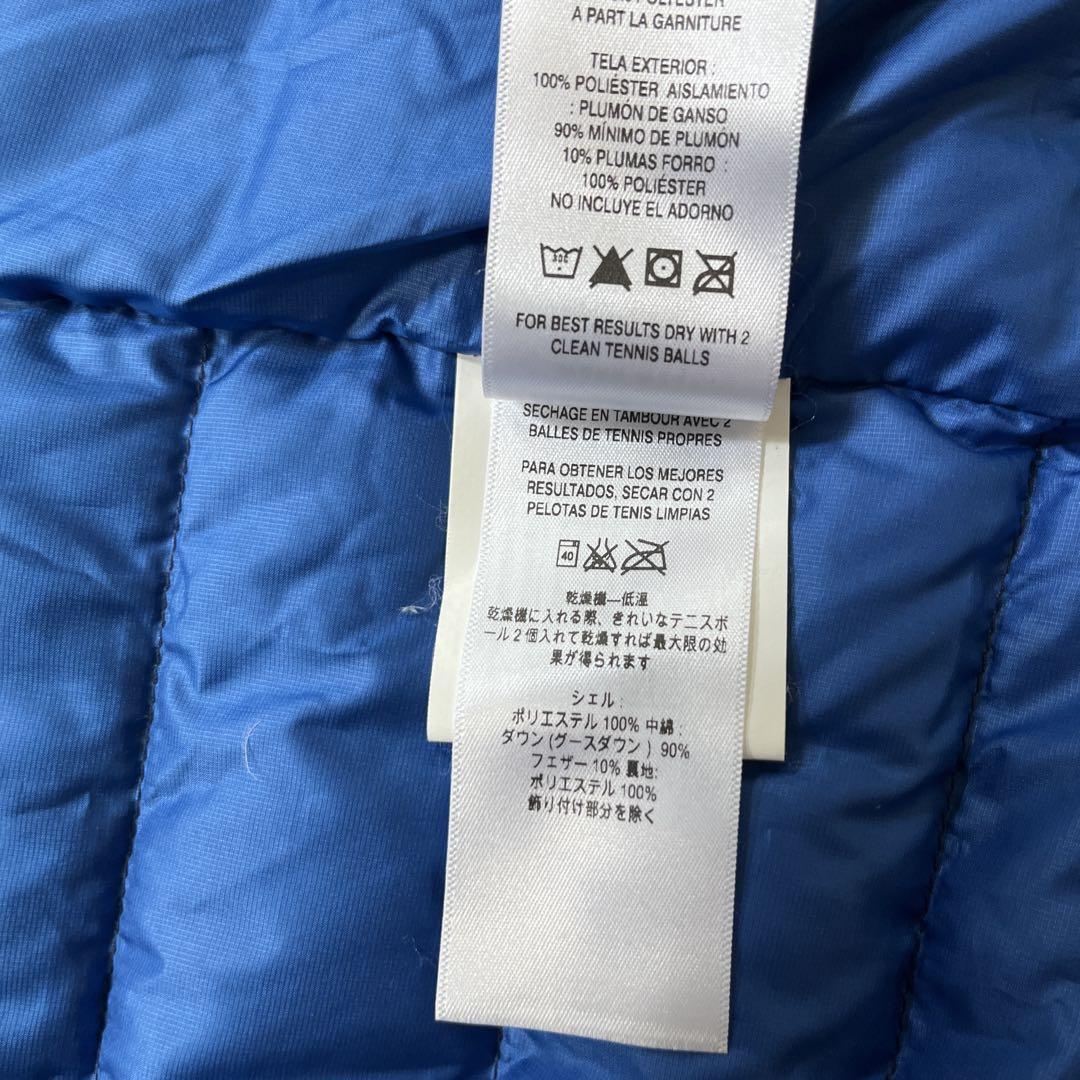 POLYESTER
A PART LA GARNITURE
TELA EXTERIOR :
100% POLIÉSTER AISLAMIENTO
: PLUMÓN DE GANSO
90% MÍNIMO DE PLUMÓN
10% PLUMAS FORRO :
100% POLIÉSTER
NO INCLUYE EL ADORNO
FOR BEST RESULTS DRY WITH 2
CLEAN TENNIS BALLS
SECHAGE EN TAMBOUR AVEC 2
BALLES DE TENNIS PROPRES
PARA OBTENER LOS MEJORES
RESULTADOS, SECAR CON 2
PELOTAS DE TENIS LIMPIAS
40
乾燥機—低温
乾燥機に入れる際、きれいなテニスボ
ール2個入れて乾燥すれば最大限の効
果が得られます
シェル :
ポリエステル 100% 中綿 :
ダウン (グースダウン ) 90%
フェザー 10% 裏地:
ポリエステル 100%
飾り付け部分を除く